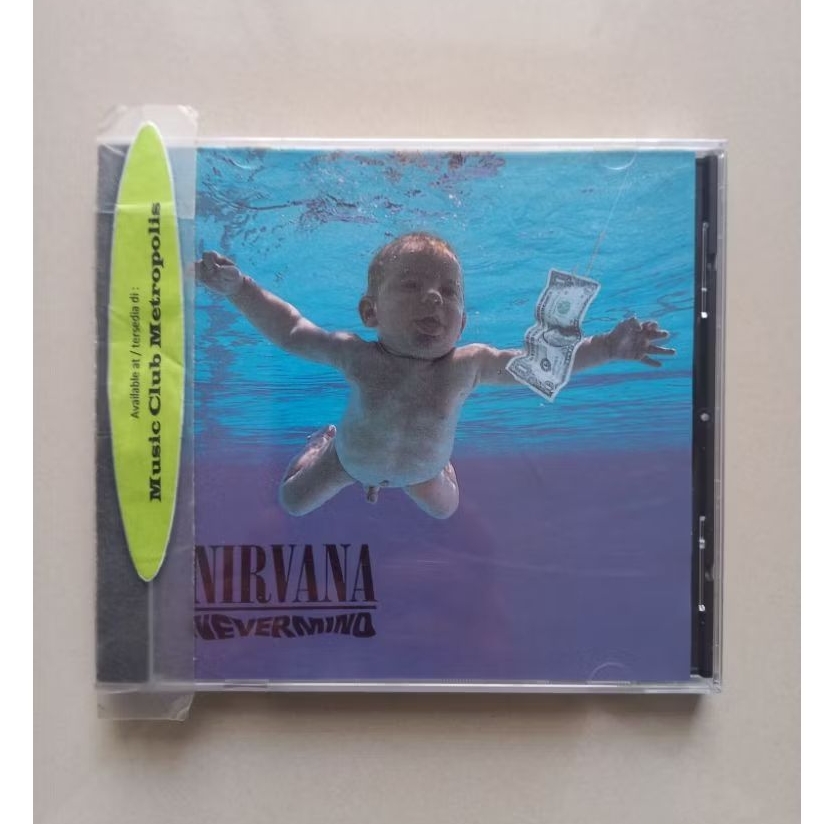 Available at / tersedia di :
Music Club Metropolis
NIRVANA
NEVERMIND